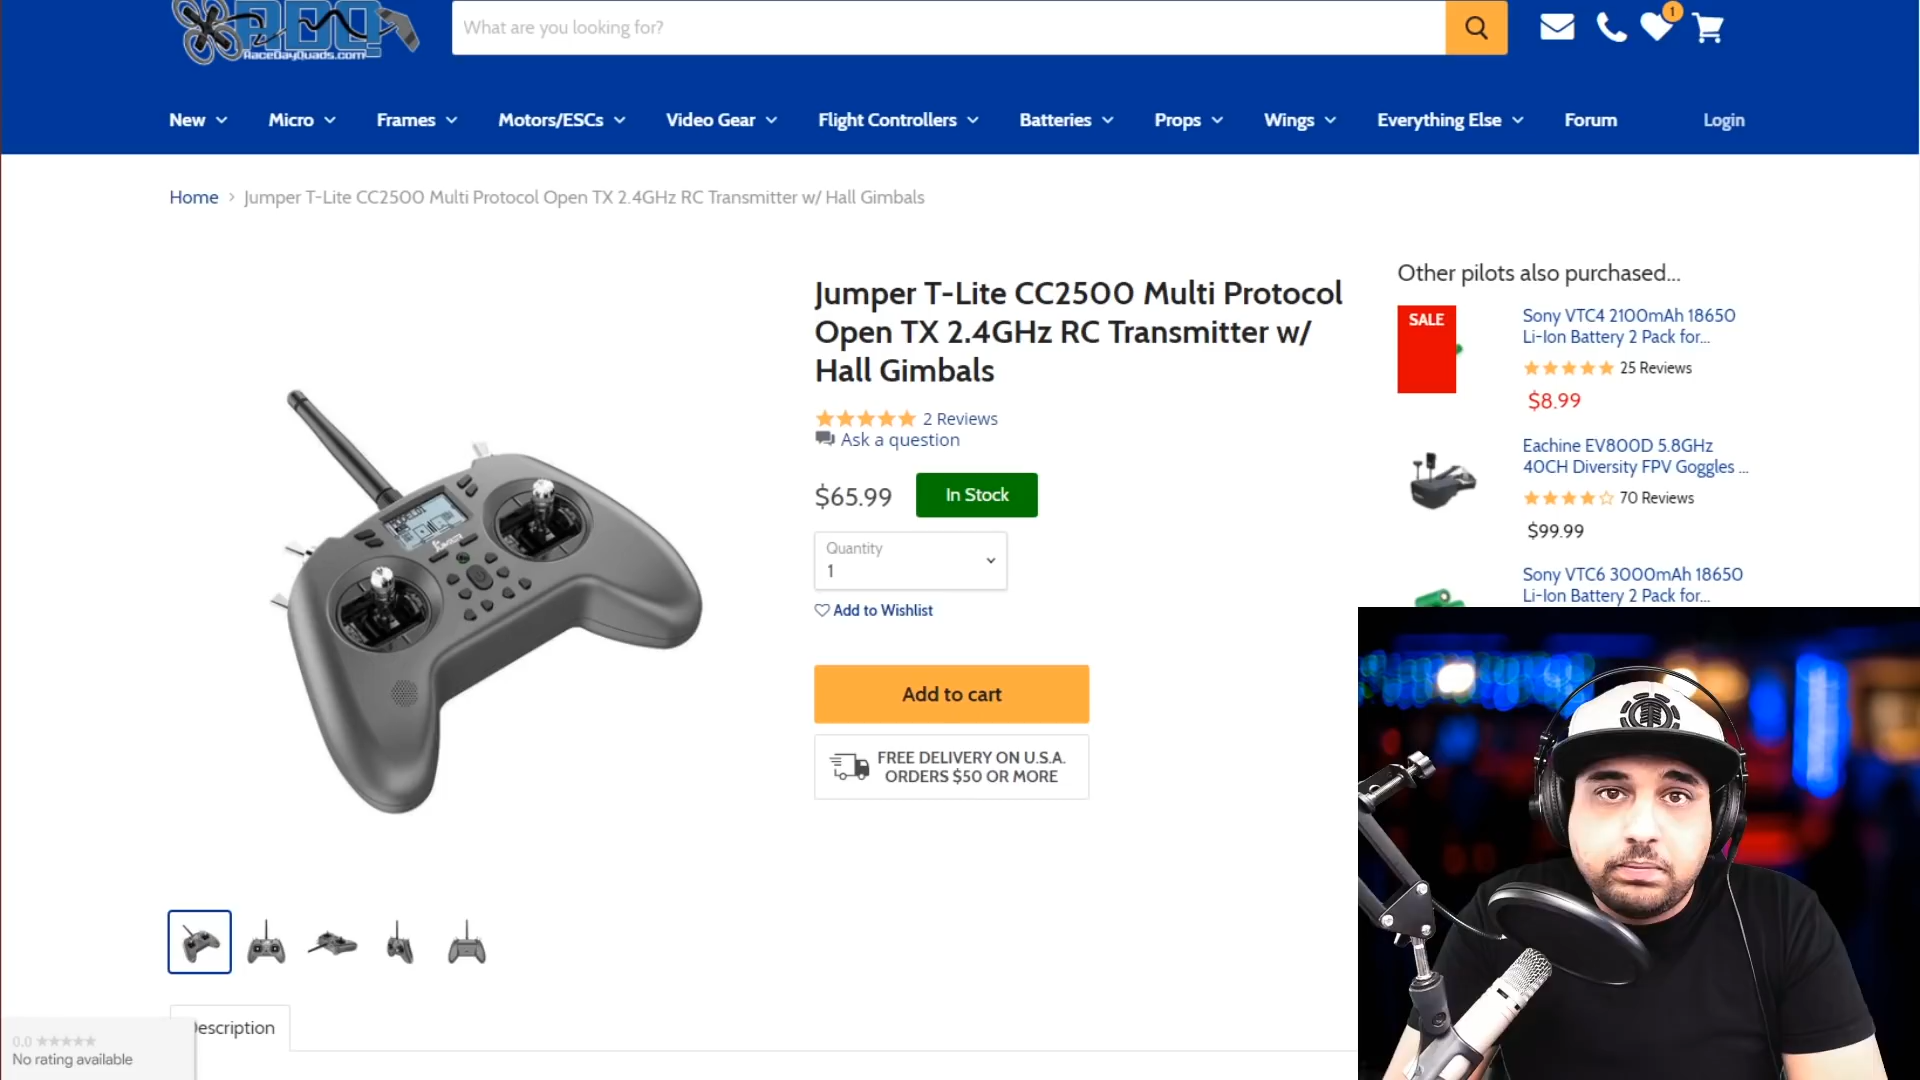 RDQ!
RaceDayQuads.com
What are you looking for?
1
New
Micro
Frames
Motors/ESCs
Video Gear
Flight Controllers
Batteries
Props
Wings
Everything Else
Forum
Login
Home > Jumper T-Lite CC2500 Multi Protocol Open TX 2.4GHz RC Transmitter w/ Hall Gimbals
Jumper T-Lite CC2500 Multi Protocol
Open TX 2.4GHz RC Transmitter w/
Hall Gimbals
2 Reviews
Ask a question
$65.99
In Stock
Quantity
1
Add to Wishlist
Add to cart
FREE DELIVERY ON U.S.A.
ORDERS $50 OR MORE
Other pilots also purchased...
SALE
Sony VTC4 2100mAh 18650
Li-Ion Battery 2 Pack for...
25 Reviews
$8.99
Eachine EV800D 5.8GHz
40CH Diversity FPV Goggles ...
70 Reviews
$99.99
Sony VTC6 3000mAh 18650
Li-Ion Battery 2 Pack for...
escription
0.0
No rating available